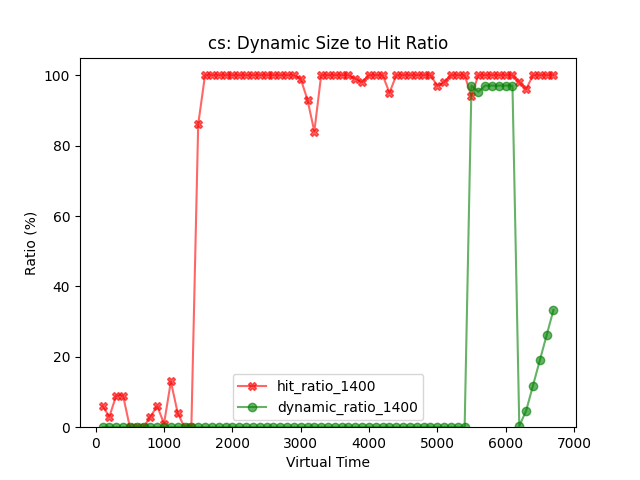 cs: Dynamic Size to Hit Ratio
Ratio (%)
100
80
60
40
20
0
hit_ratio_1400
dynamic_ratio_1400
0 1000 2000 3000 4000 5000 6000 7000
Virtual Time